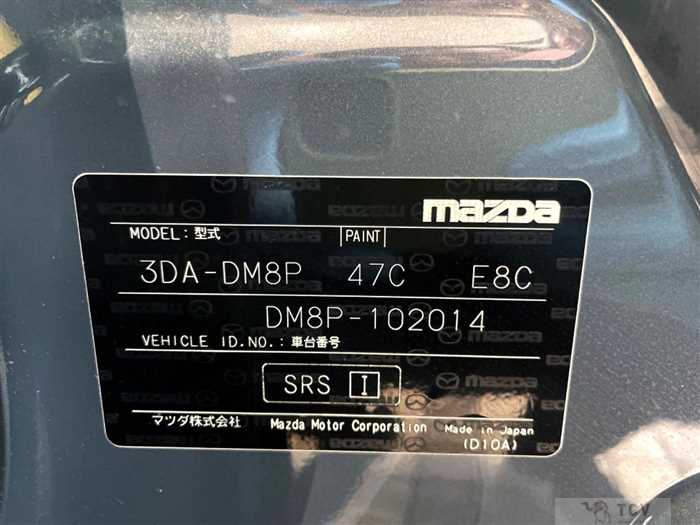 mazda
MODEL: 型式 PAINT
3DA-DM8P 47C E8C
DM8P-102014
VEHICLE ID.NO.: 車台番号
SRS I
マツダ株式会社 Mazda Motor Corporation Made in Japan
(D10A)
TCV